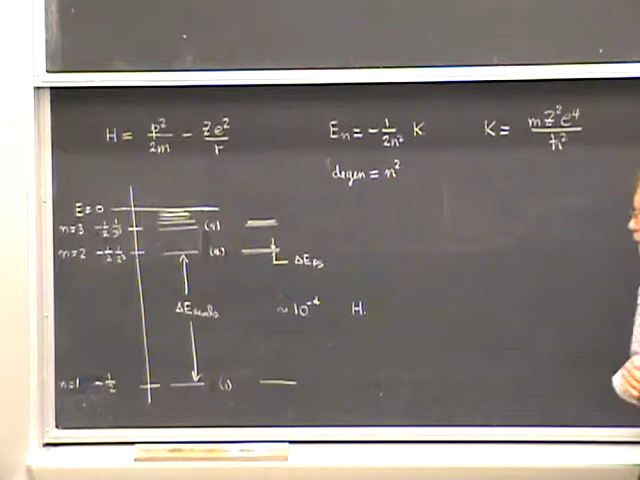 H = p²/2m - Ze²/r
Eₙ = - 1/2n² K
K = mZ²e⁴/ħ²
degen = n²
E=0
n=3 -½ 1/3² (9)
n=2 -½ 1/2² (4)
ΔE_FS
ΔE
~10⁻⁴ H.
n=1 -½ (1)